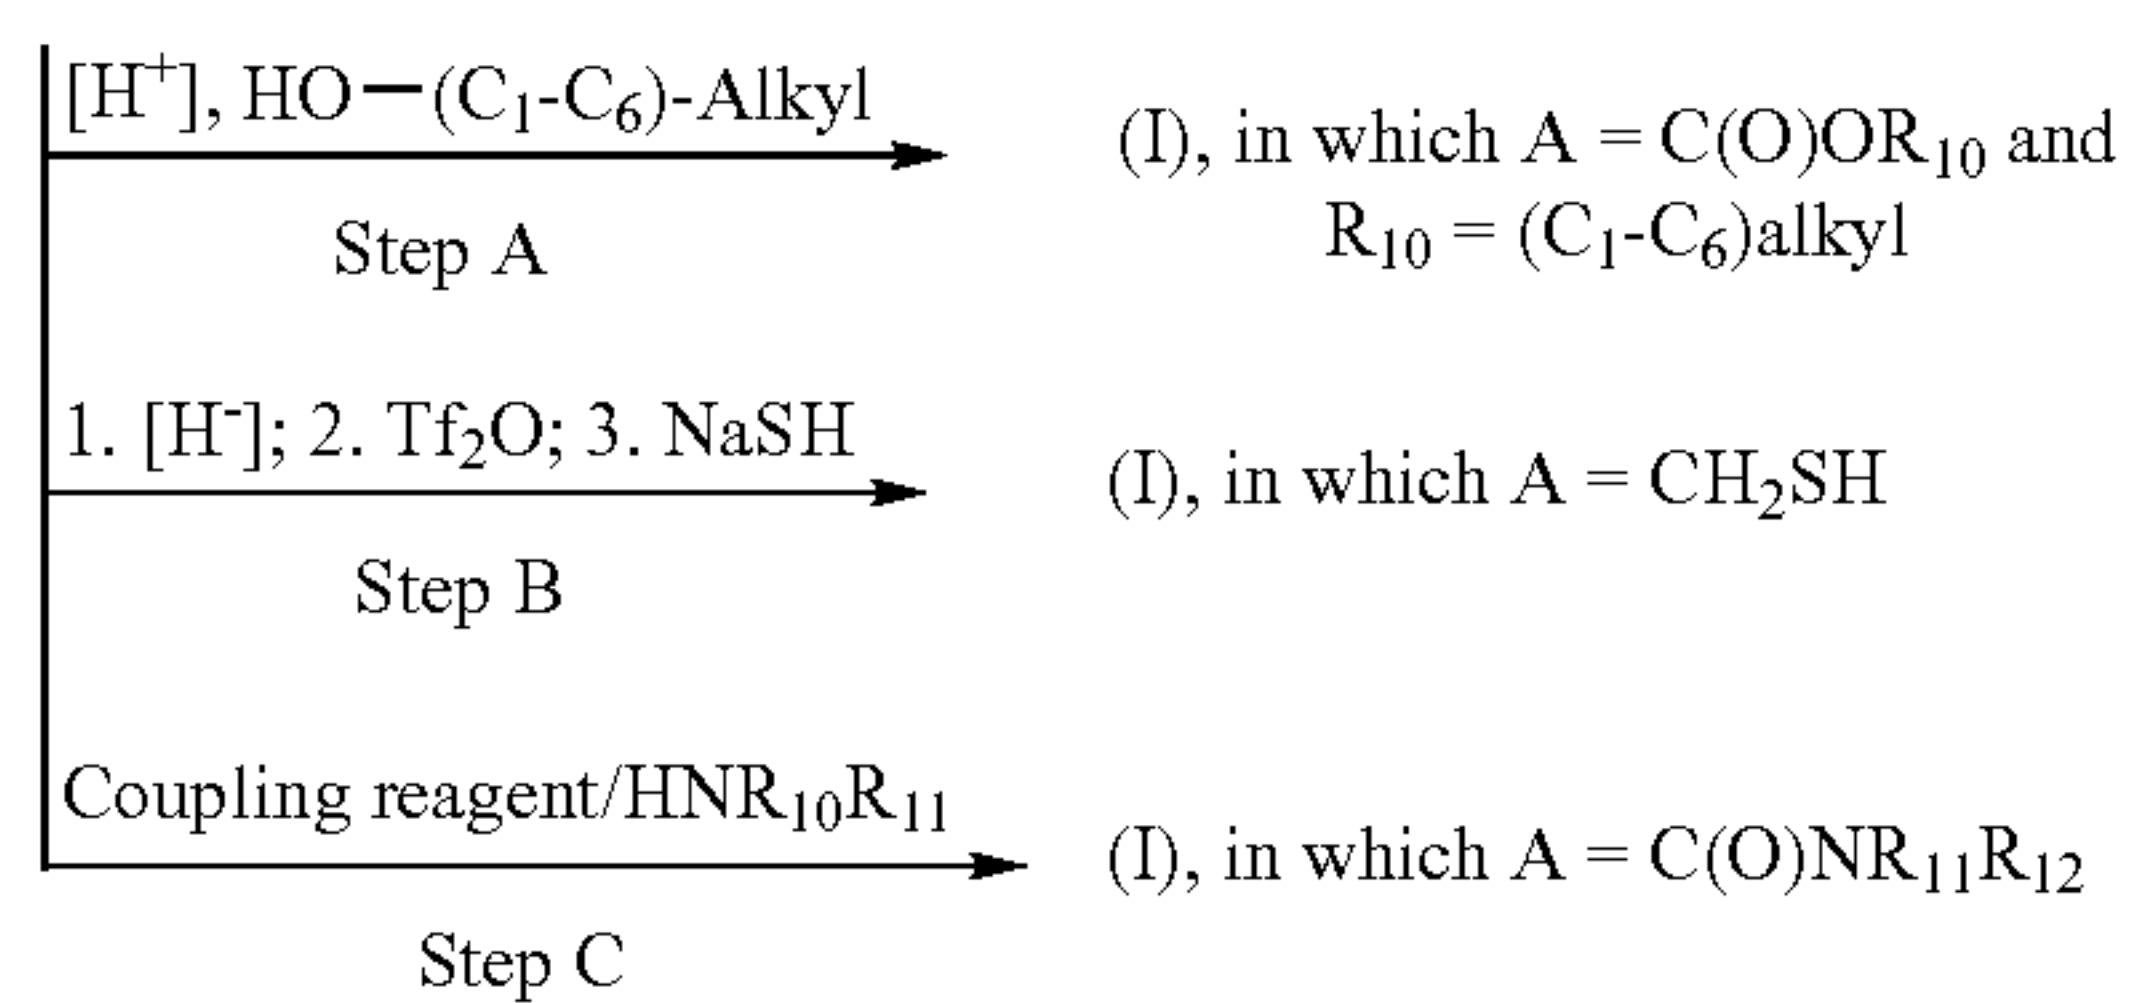 [H⁺], HO—(C₁-C₆)-Alkyl
Step A
(I), in which A = C(O)OR₁₀ and
R₁₀ = (C₁-C₆)alkyl
1. [H⁻]; 2. Tf₂O; 3. NaSH
Step B
(I), in which A = CH₂SH
Coupling reagent/HNR₁₀R₁₁
Step C
(I), in which A = C(O)NR₁₁R₁₂